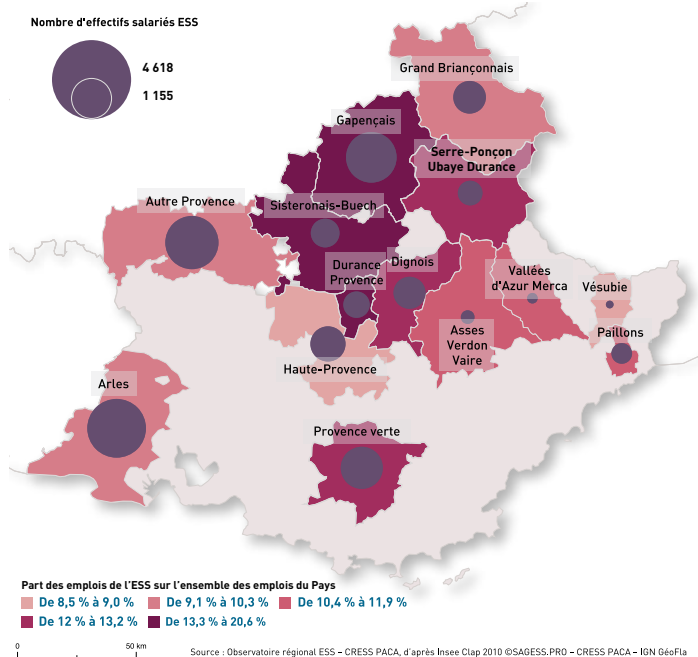 Nombre d'effectifs salariés ESS
4 618
1 155
Grand Briançonnais
Gapençais
Serre-Ponçon
Ubaye Durance
Autre Provence
Sisteronais-Buech
Durance
Provence
Dignois
Vallées
d'Azur Merca
Vésubie
Asses
Verdon
Vaire
Paillons
Haute-Provence
Arles
Provence verte
Part des emplois de l'ESS sur l'ensemble des emplois du Pays
De 8,5 % à 9,0 %
De 9,1 % à 10,3 %
De 10,4 % à 11,9 %
De 12 % à 13,2 %
De 13,3 % à 20,6 %
0
50 km
Source : Observatoire régional ESS – CRESS PACA, d'après Insee Clap 2010 ©SAGESS.PRO – CRESS PACA – IGN GéoFla